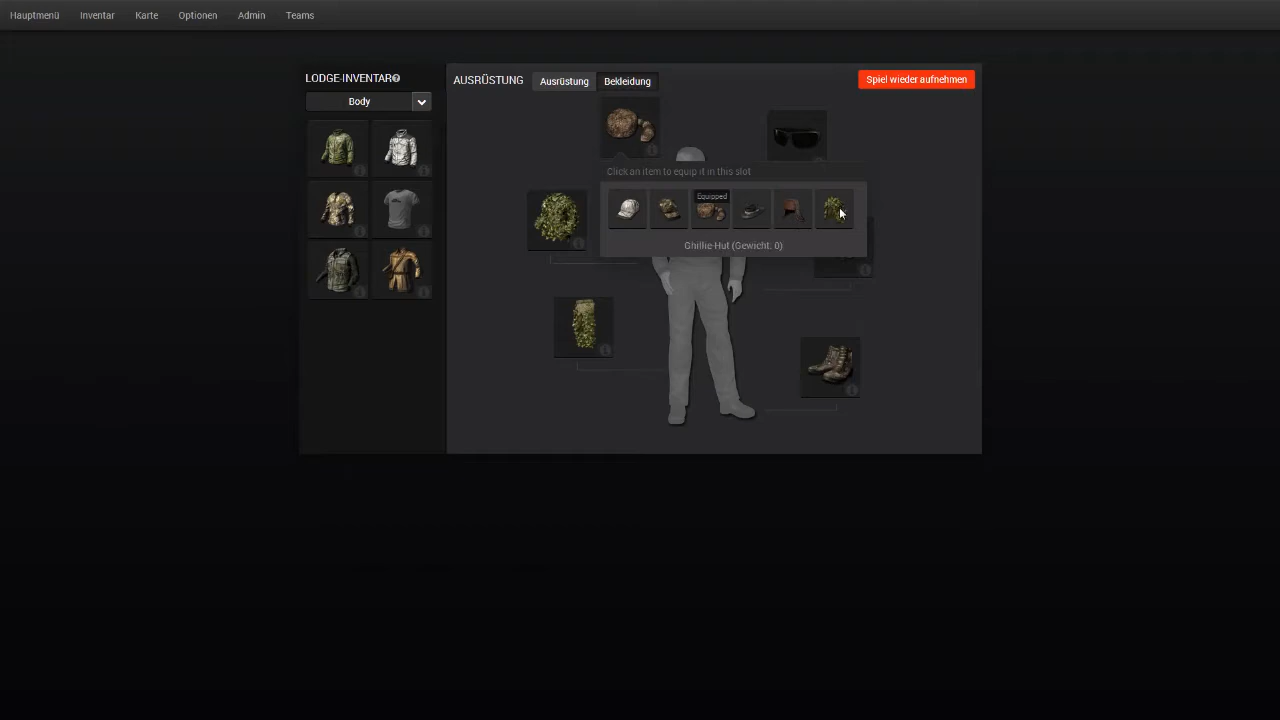 Hauptmenü Inventar Karte Optionen Admin Teams
LODGE-INVENTAR
Body
AUSRÜSTUNG Ausrüstung Bekleidung Spiel wieder aufnehmen
Click an item to equip it in this slot
Equipped
Ghillie-Hut (Gewicht: 0)